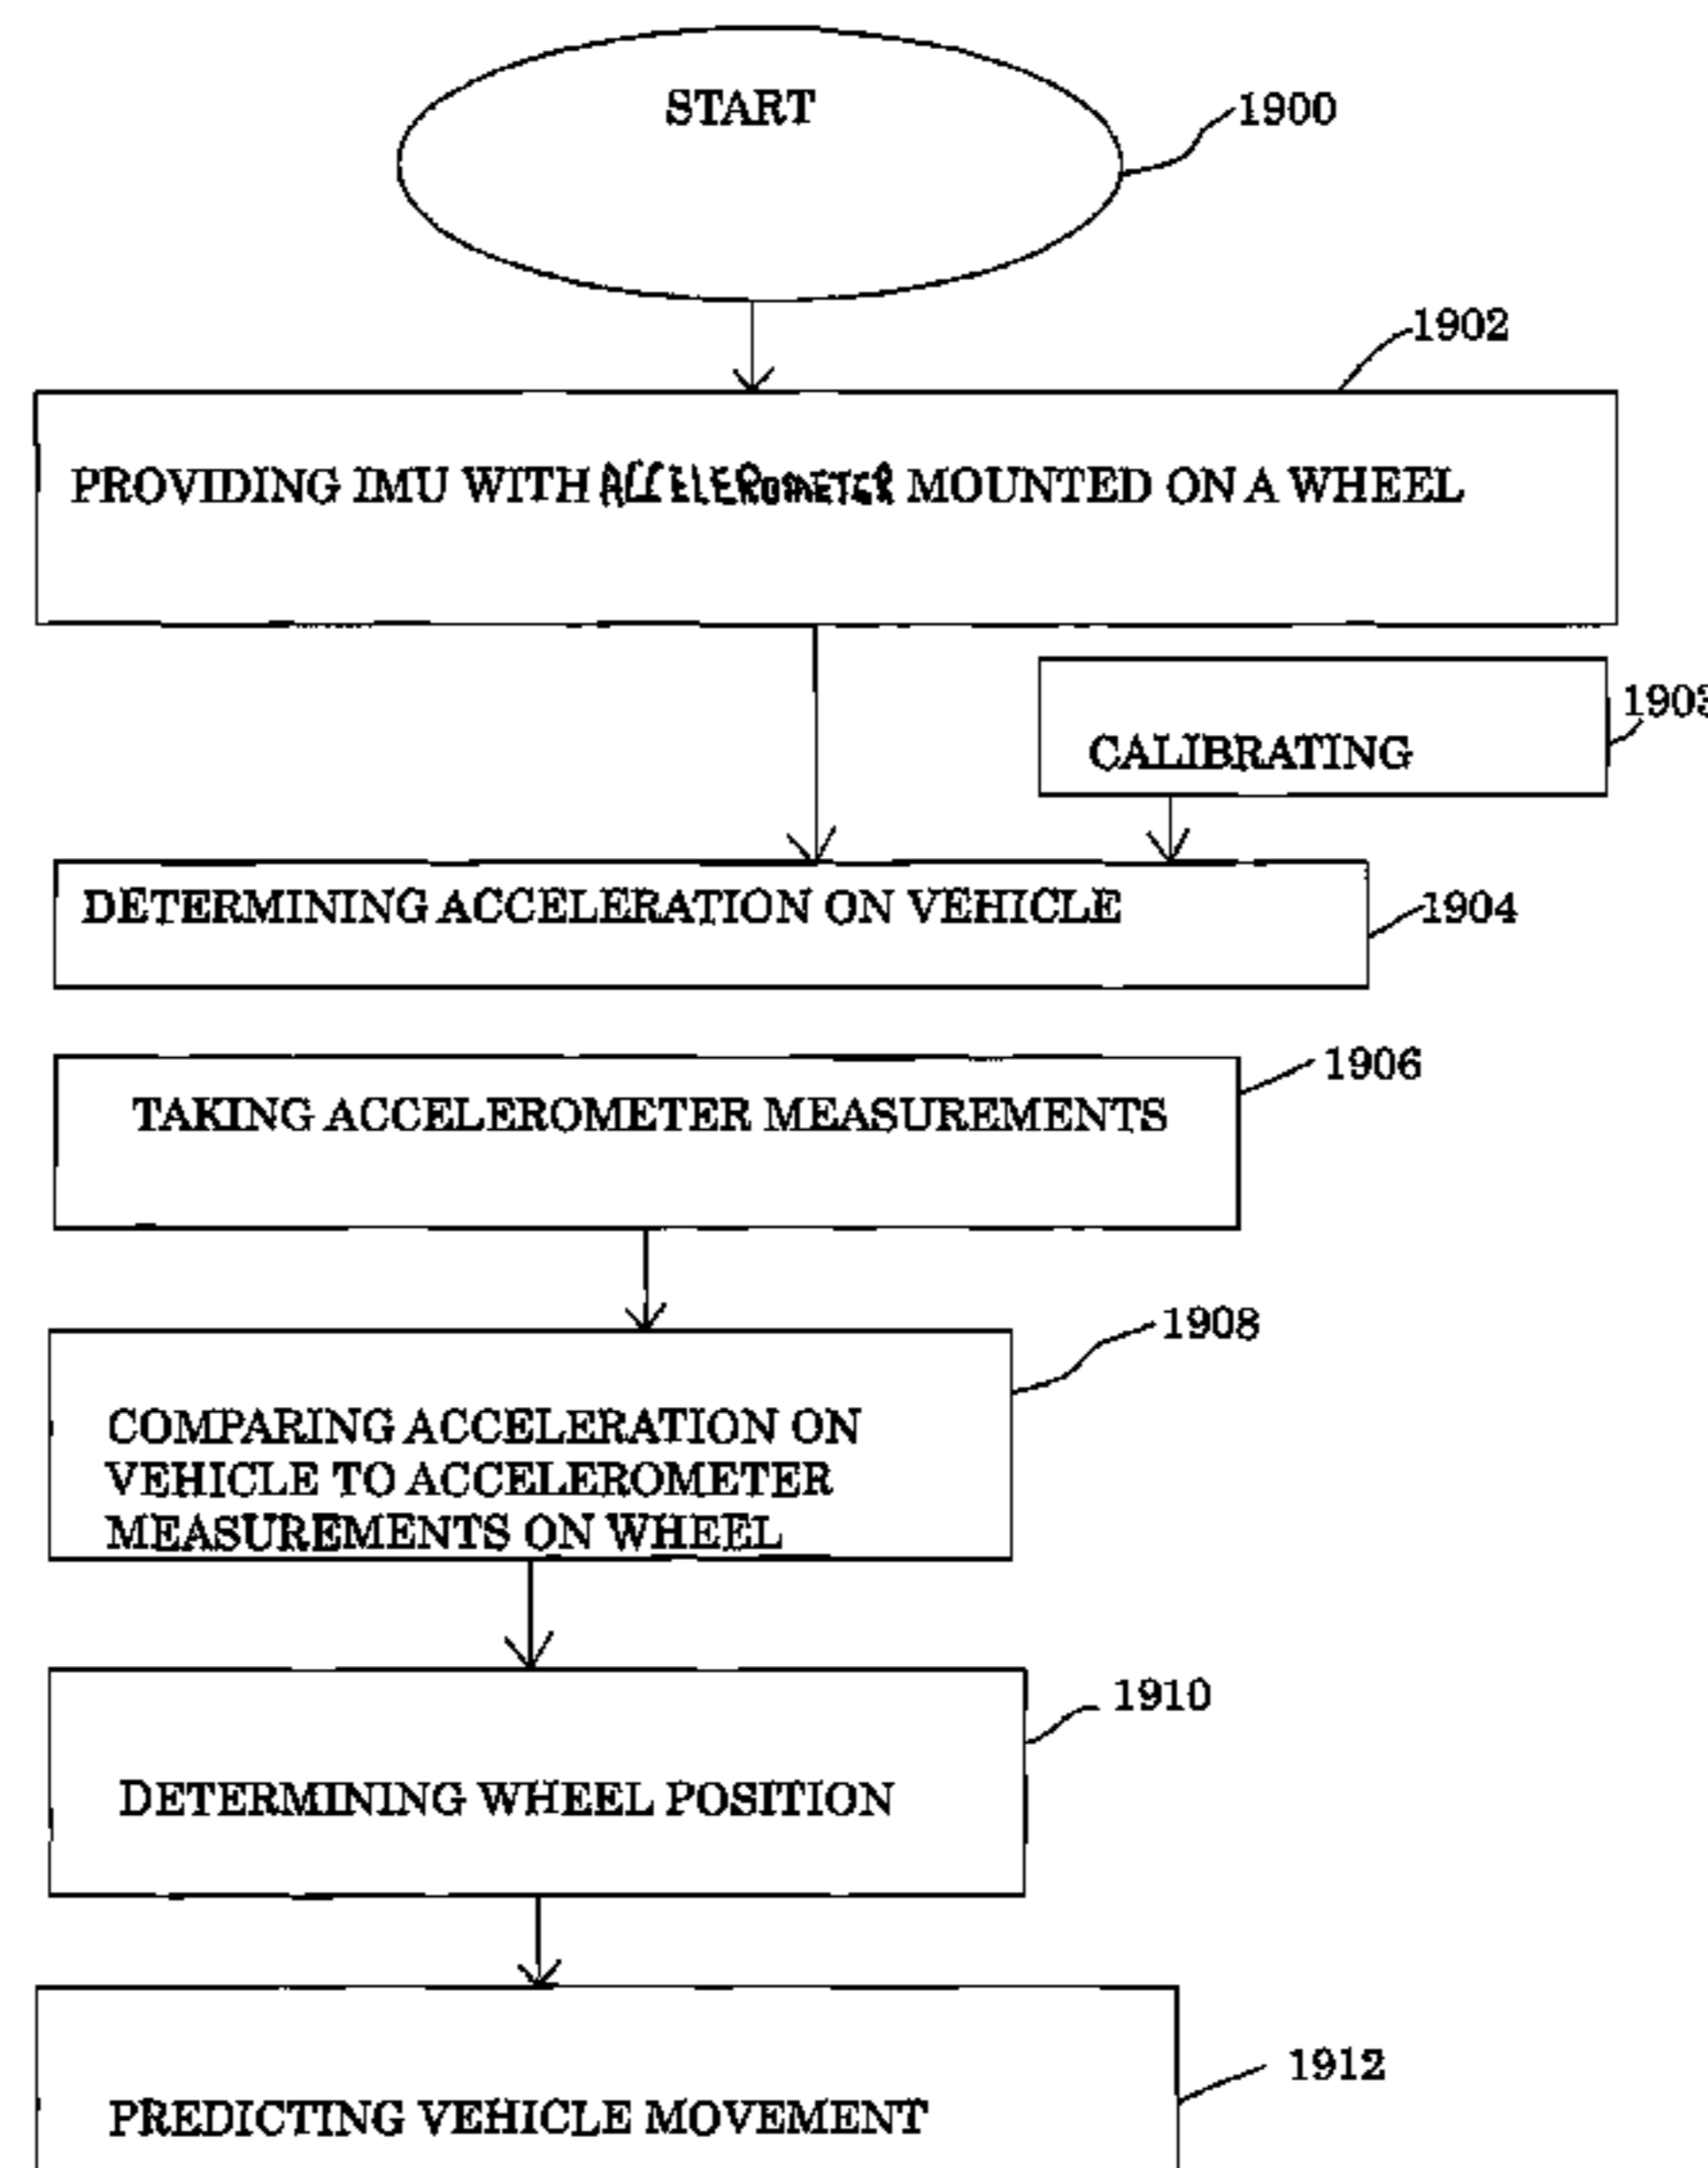 START
1900
1902
PROVIDING IMU WITH ACCELEROMETER MOUNTED ON A WHEEL
1903
CALIBRATING
DETERMINING ACCELERATION ON VEHICLE
1904
1906
TAKING ACCELEROMETER MEASUREMENTS
1908
COMPARING ACCELERATION ON
VEHICLE TO ACCELEROMETER
MEASUREMENTS ON WHEEL
1910
DETERMINING WHEEL POSITION
1912
PREDICTING VEHICLE MOVEMENT